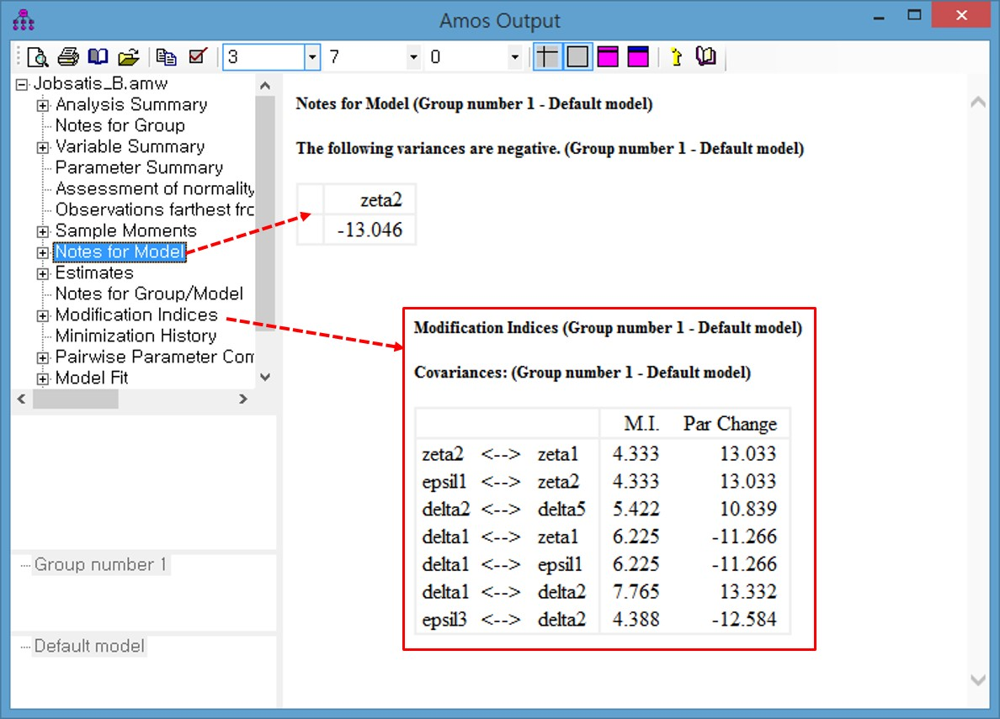 Amos Output
3 7 0
Jobsatis_B.amw
Analysis Summary
Notes for Group
Variable Summary
Parameter Summary
Assessment of normality
Observations farthest frc
Sample Moments
Notes for Model
Estimates
Notes for Group/Model
Modification Indices
Minimization History
Pairwise Parameter Com
Model Fit
Group number 1
Default model
Notes for Model (Group number 1 - Default model)
The following variances are negative. (Group number 1 - Default model)
zeta2
-13.046
Modification Indices (Group number 1 - Default model)
Covariances: (Group number 1 - Default model)
M.I. Par Change
zeta2 <--> zeta1 4.333 13.033
epsil1 <--> zeta2 4.333 13.033
delta2 <--> delta5 5.422 10.839
delta1 <--> zeta1 6.225 -11.266
delta1 <--> epsil1 6.225 -11.266
delta1 <--> delta2 7.765 13.332
epsil3 <--> delta2 4.388 -12.584